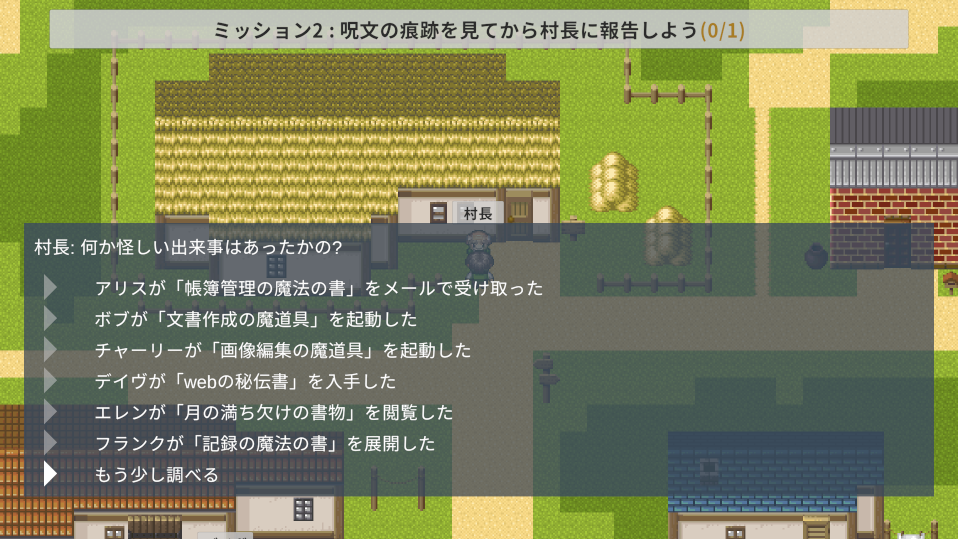 ミッション2 : 呪文の痕跡を見てから村長に報告しよう(0/1)
村長
村長: 何か怪しい出来事はあったかの?
アリスが「帳簿管理の魔法の書」をメールで受け取った
ボブが「文書作成の魔道具」を起動した
チャーリーが「画像編集の魔道具」を起動した
デイヴが「webの秘伝書」を入手した
エレンが「月の満ち欠けの書物」を閲覧した
フランクが「記録の魔法の書」を展開した
もう少し調べる